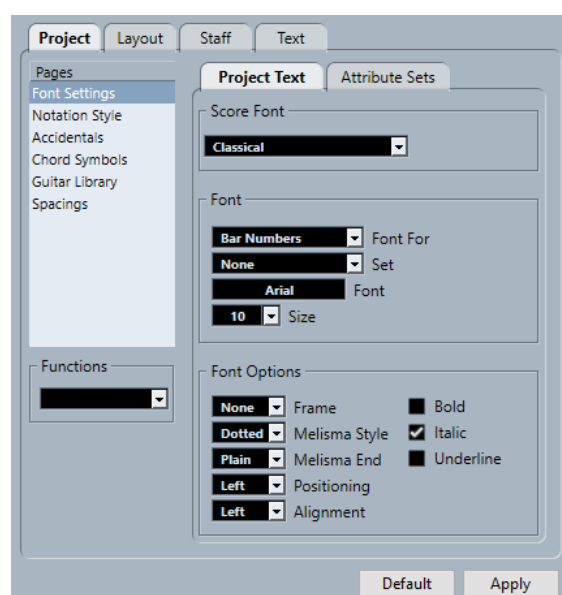 Project Layout Staff Text
Pages
Font Settings
Notation Style
Accidentals
Chord Symbols
Guitar Library
Spacings
Functions
Project Text Attribute Sets
Score Font
Classical
Font
Bar Numbers Font For
None Set
Arial Font
10 Size
Font Options
None Frame Bold
Dotted Melisma Style Italic
Plain Melisma End Underline
Left Positioning
Left Alignment
Default Apply